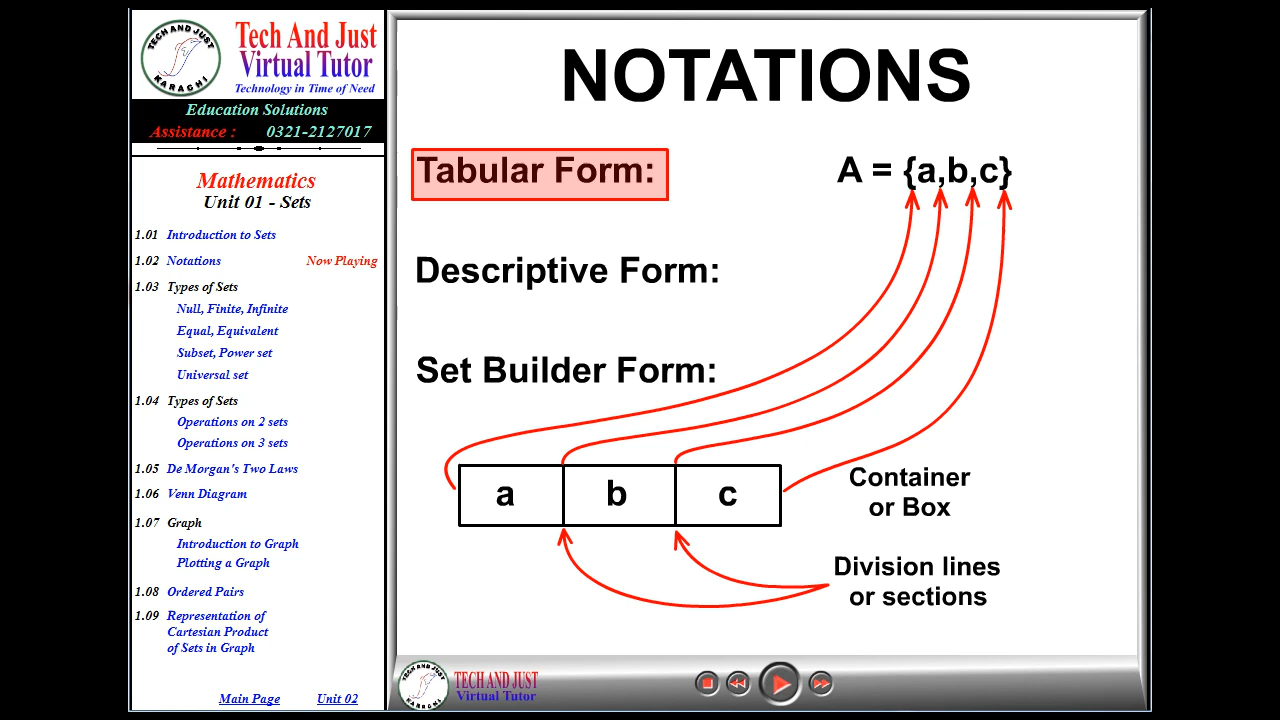 TECH AND JUST
KARACHI
Tech And Just
Virtual Tutor
Technology in Time of Need
Education Solutions
Assistance : 0321-2127017
Mathematics
Unit 01 - Sets
1.01 Introduction to Sets
1.02 Notations Now Playing
1.03 Types of Sets
Null, Finite, Infinite
Equal, Equivalent
Subset, Power set
Universal set
1.04 Types of Sets
Operations on 2 sets
Operations on 3 sets
1.05 De Morgan's Two Laws
1.06 Venn Diagram
1.07 Graph
Introduction to Graph
Plotting a Graph
1.08 Ordered Pairs
1.09 Representation of
Cartesian Product
of Sets in Graph
Main Page Unit 02
NOTATIONS
Tabular Form: A = {a,b,c}
Descriptive Form:
Set Builder Form:
a b c
Container
or Box
Division lines
or sections
TECH AND JUST
KARACHI
TECH AND JUST
Virtual Tutor